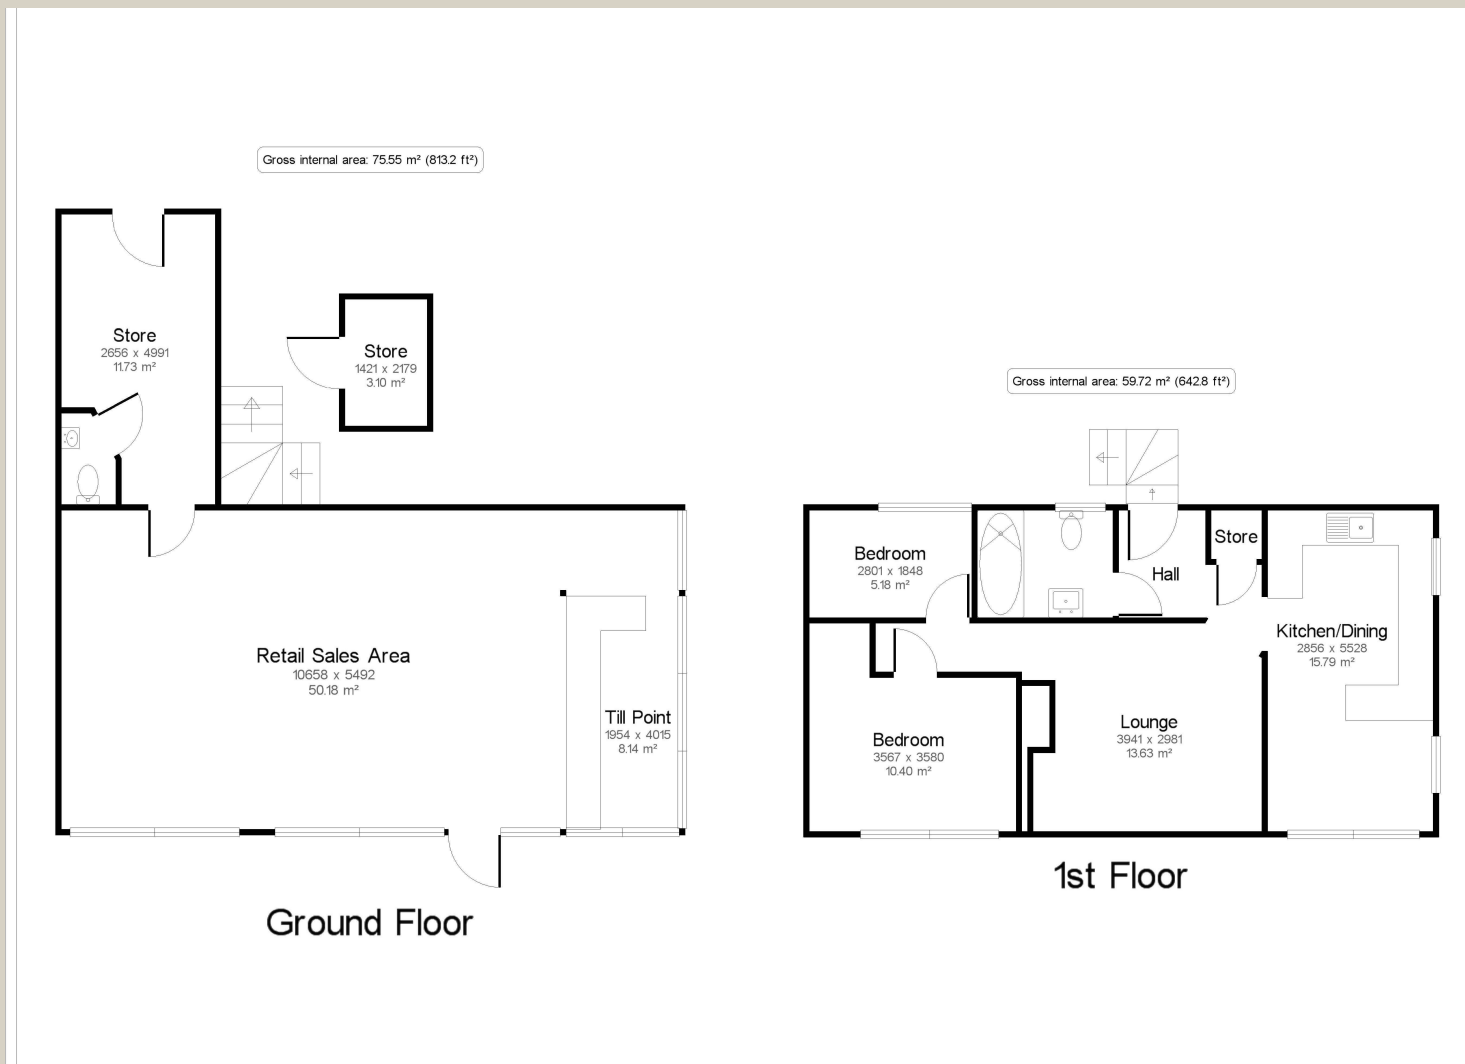 Gross internal area: 75.55 m² (813.2 ft²)
Store
2656 x 4991
11.73 m²
Store
1421 x 2179
3.10 m²
Retail Sales Area
10658 x 5492
50.18 m²
Till Point
1954 x 4015
8.14 m²
Ground Floor
Gross internal area: 59.72 m² (642.8 ft²)
Bedroom
2801 x 1848
5.18 m²
Hall
Store
Kitchen/Dining
2856 x 5528
15.79 m²
Bedroom
3567 x 3580
10.40 m²
Lounge
3941 x 2981
13.63 m²
1st Floor